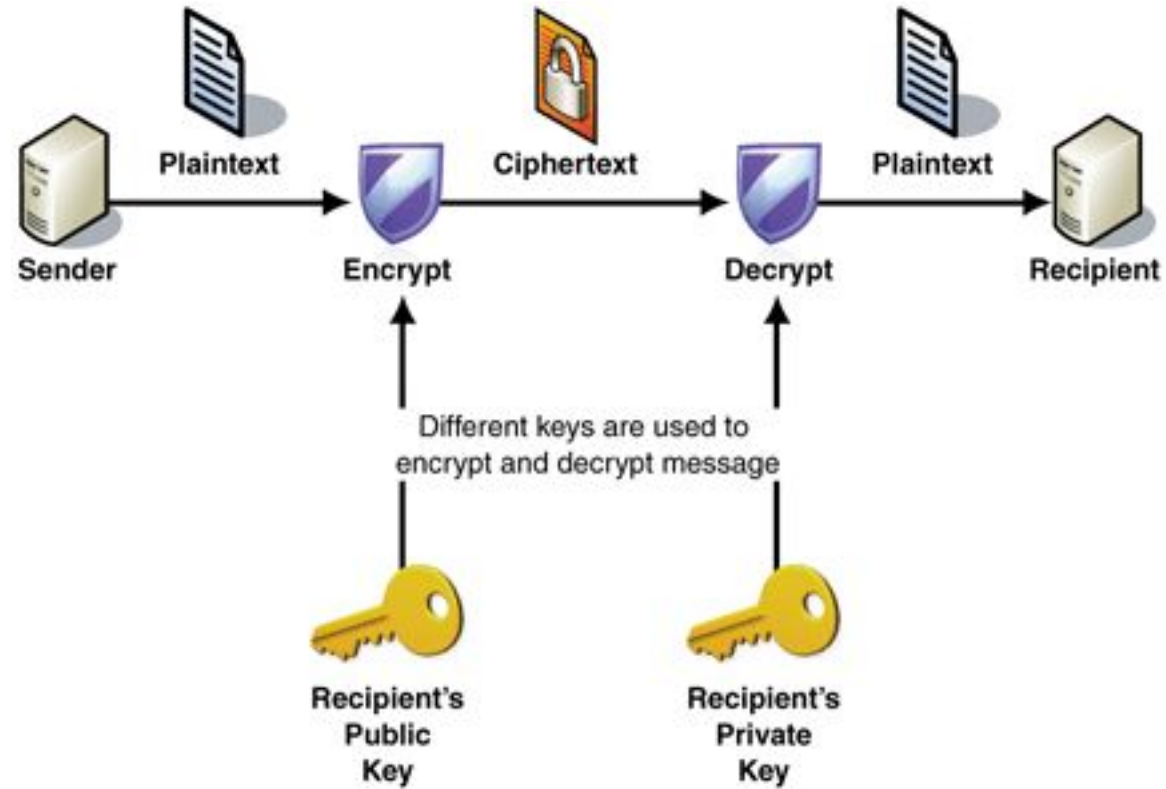 Plaintext
Ciphertext
Plaintext
Sender
Encrypt
Decrypt
Recipient
Different keys are used to
encrypt and decrypt message
Recipient's
Public
Key
Recipient's
Private
Key